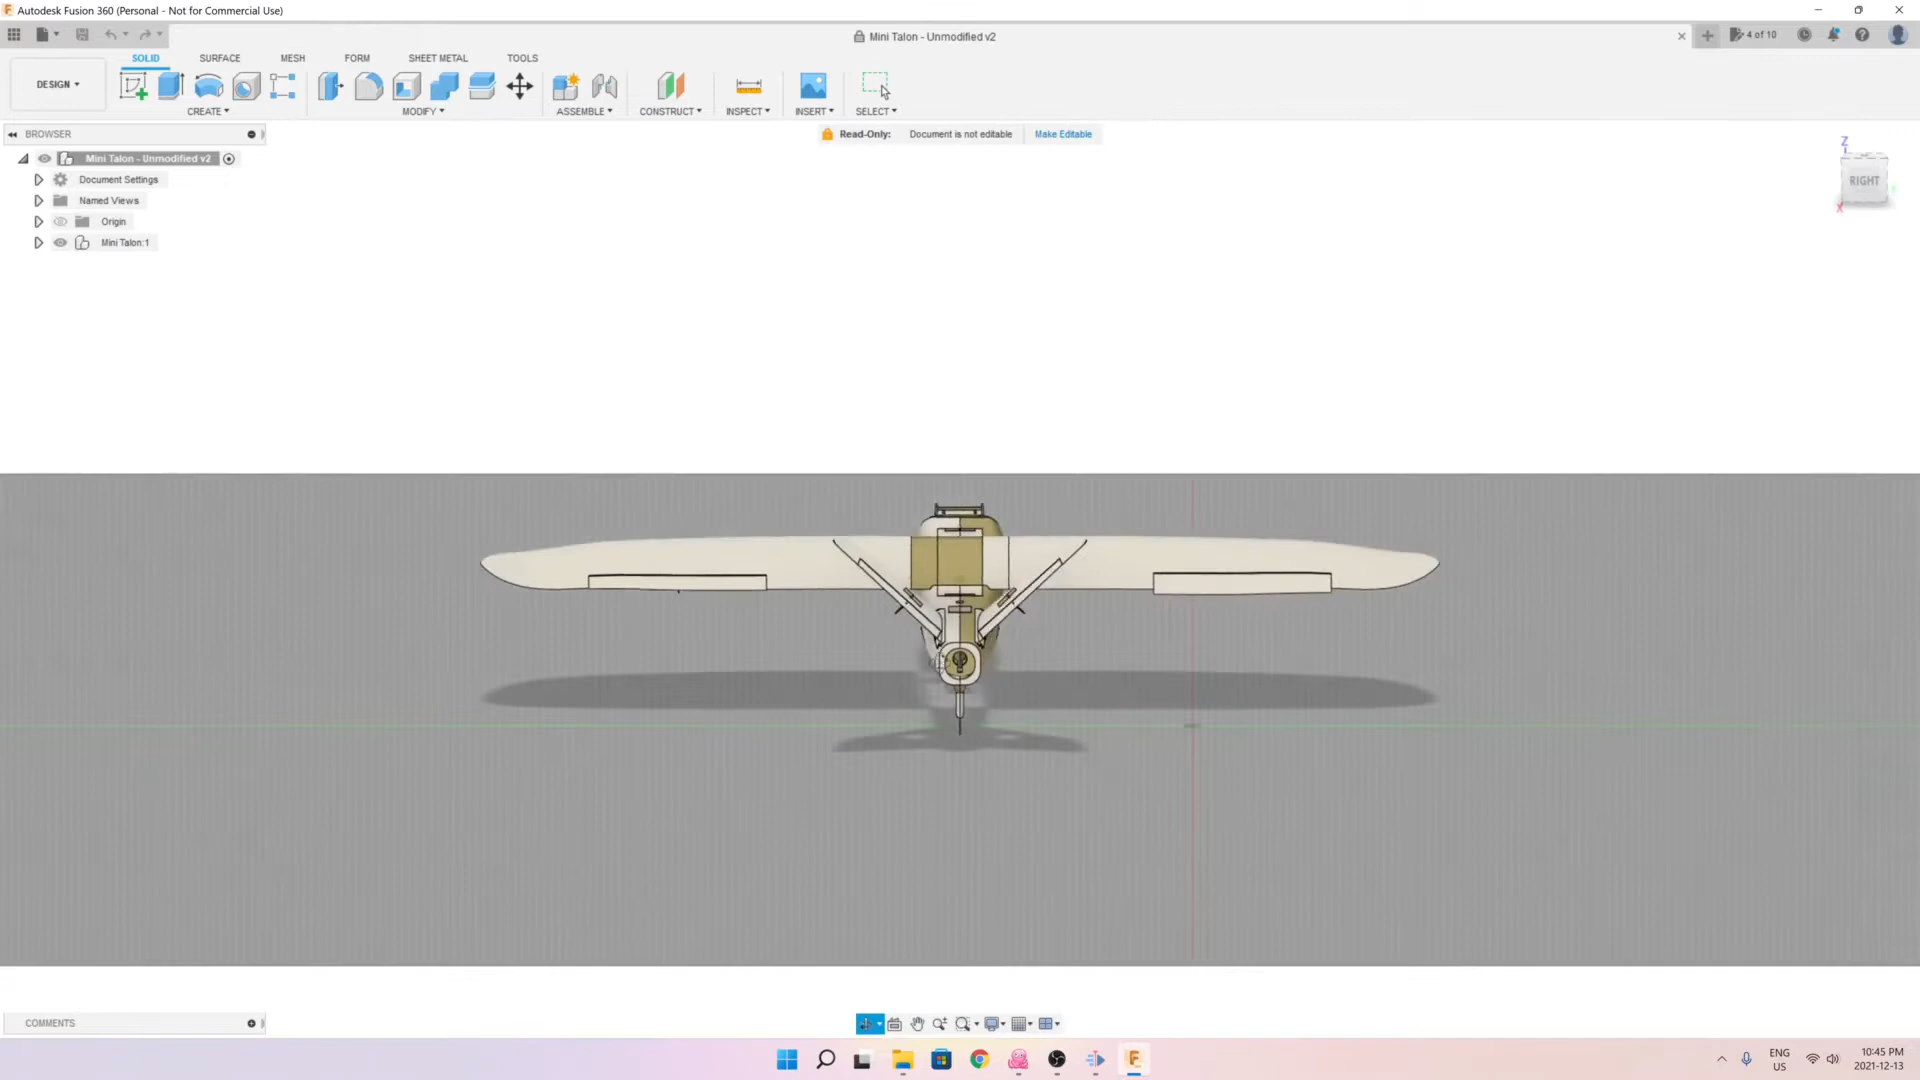 Autodesk Fusion 360 (Personal - Not for Commercial Use)
Mini Talon - Unmodified v2
4 of 10
SOLID SURFACE MESH FORM SHEET METAL TOOLS
DESIGN
CREATE MODIFY ASSEMBLE CONSTRUCT INSPECT INSERT SELECT
BROWSER
Read-Only: Document is not editable Make Editable
Mini Talon - Unmodified v2
Document Settings
Named Views
Origin
Mini Talon:1
Z
RIGHT
X
COMMENTS
ENG
US
10:45 PM
2021-12-13